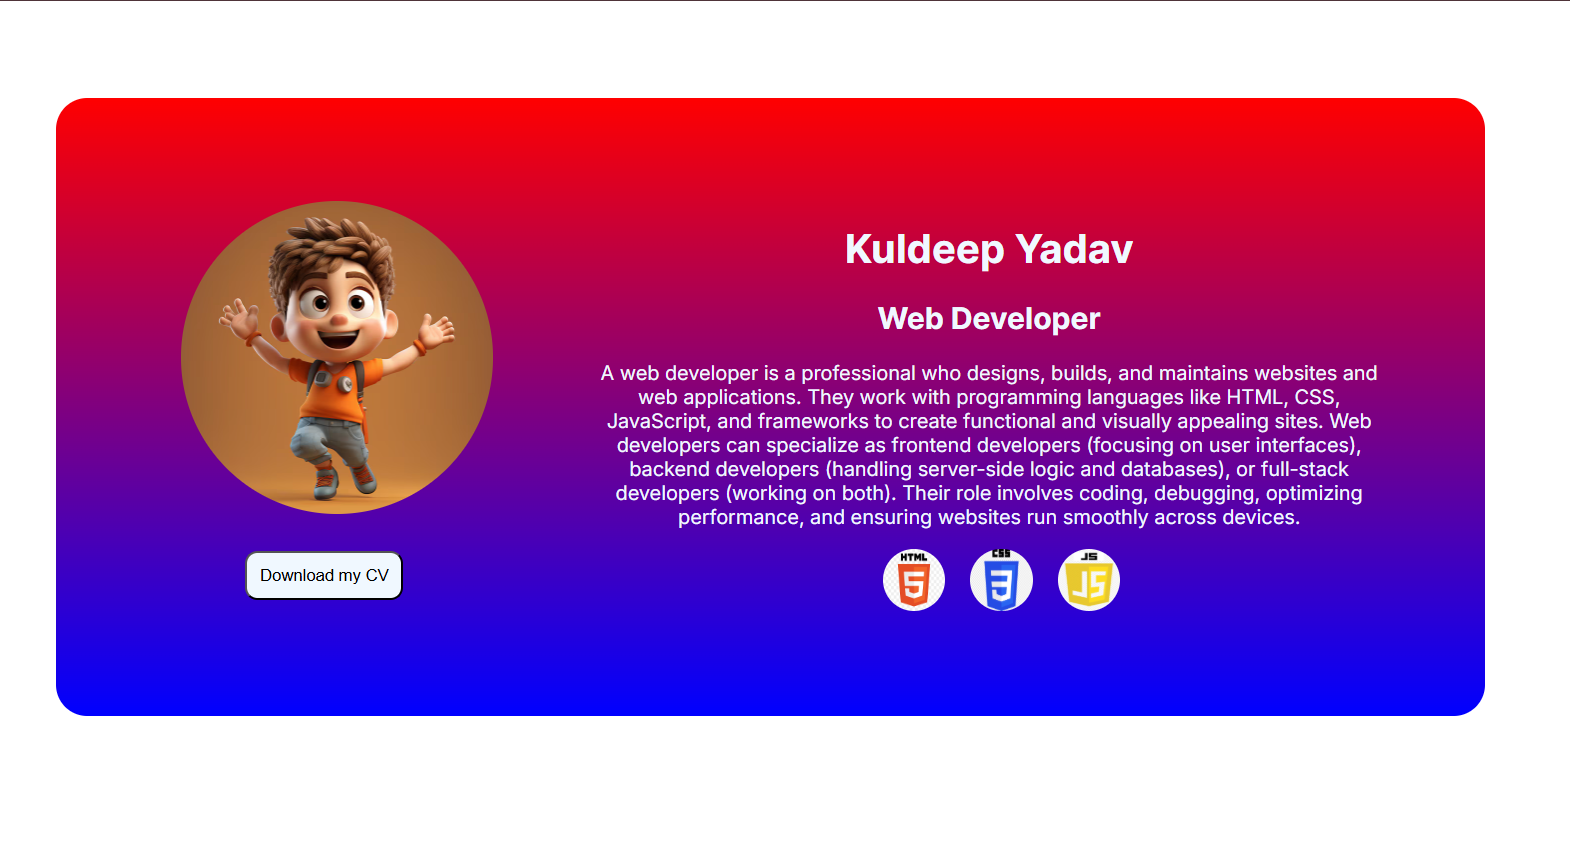 Kuldeep Yadav
Web Developer
A web developer is a professional who designs, builds, and maintains websites and
web applications. They work with programming languages like HTML, CSS,
JavaScript, and frameworks to create functional and visually appealing sites. Web
developers can specialize as frontend developers (focusing on user interfaces),
backend developers (handling server-side logic and databases), or full-stack
developers (working on both). Their role involves coding, debugging, optimizing
performance, and ensuring websites run smoothly across devices.
HTML
5
CSS
3
JS
JS
Download my CV